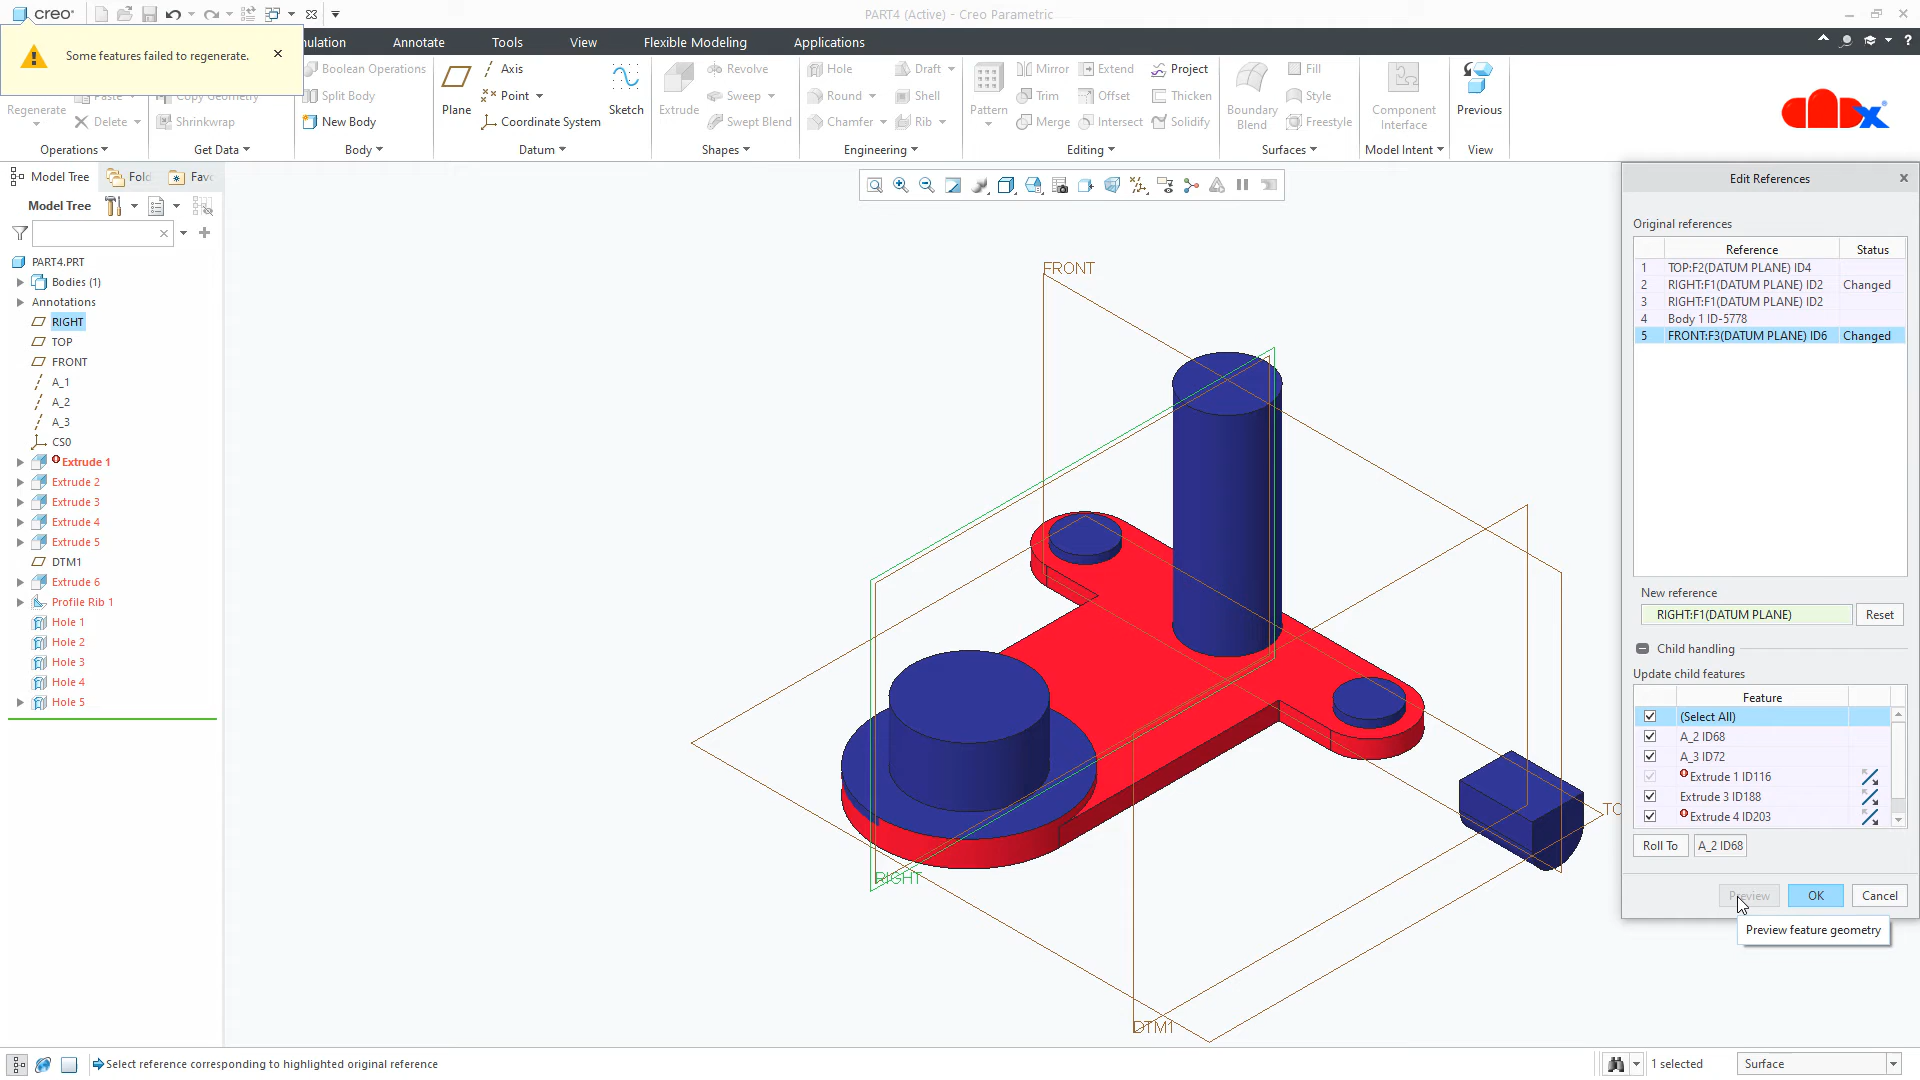 creo®
PART4 (Active) - Creo Parametric
Some features failed to regenerate.
nulation
Annotate
Tools
View
Flexible Modeling
Applications
Regenerate
Paste
Delete
Operations
Copy Geometry
Shrinkwrap
Get Data
Boolean Operations
Split Body
New Body
Body
Plane
Axis
Point
Coordinate System
Sketch
Datum
Extrude
Revolve
Sweep
Swept Blend
Shapes
Hole
Round
Chamfer
Draft
Shell
Rib
Engineering
Pattern
Mirror
Trim
Merge
Extend
Offset
Intersect
Project
Thicken
Solidify
Editing
Boundary
Blend
Fill
Style
Freestyle
Surfaces
Component
Interface
Model Intent
Previous
View
Model Tree
Fold
Favo
Model Tree
PART4.PRT
Bodies (1)
Annotations
RIGHT
TOP
FRONT
A_1
A_2
A_3
CS0
Extrude 1
Extrude 2
Extrude 3
Extrude 4
Extrude 5
DTM1
Extrude 6
Profile Rib 1
Hole 1
Hole 2
Hole 3
Hole 4
Hole 5
FRONT
RIGHT
DTM1
TO
Edit References
Original references
Reference
Status
1 TOP:F2(DATUM PLANE) ID4
2 RIGHT:F1(DATUM PLANE) ID2 Changed
3 RIGHT:F1(DATUM PLANE) ID2
4 Body 1 ID-5778
5 FRONT:F3(DATUM PLANE) ID6 Changed
New reference
RIGHT:F1(DATUM PLANE)
Reset
Child handling
Update child features
Feature
(Select All)
A_2 ID68
A_3 ID72
Extrude 1 ID116
Extrude 3 ID188
Extrude 4 ID203
Roll To
A_2 ID68
Preview
OK
Cancel
Preview feature geometry
Select reference corresponding to highlighted original reference
1 selected
Surface